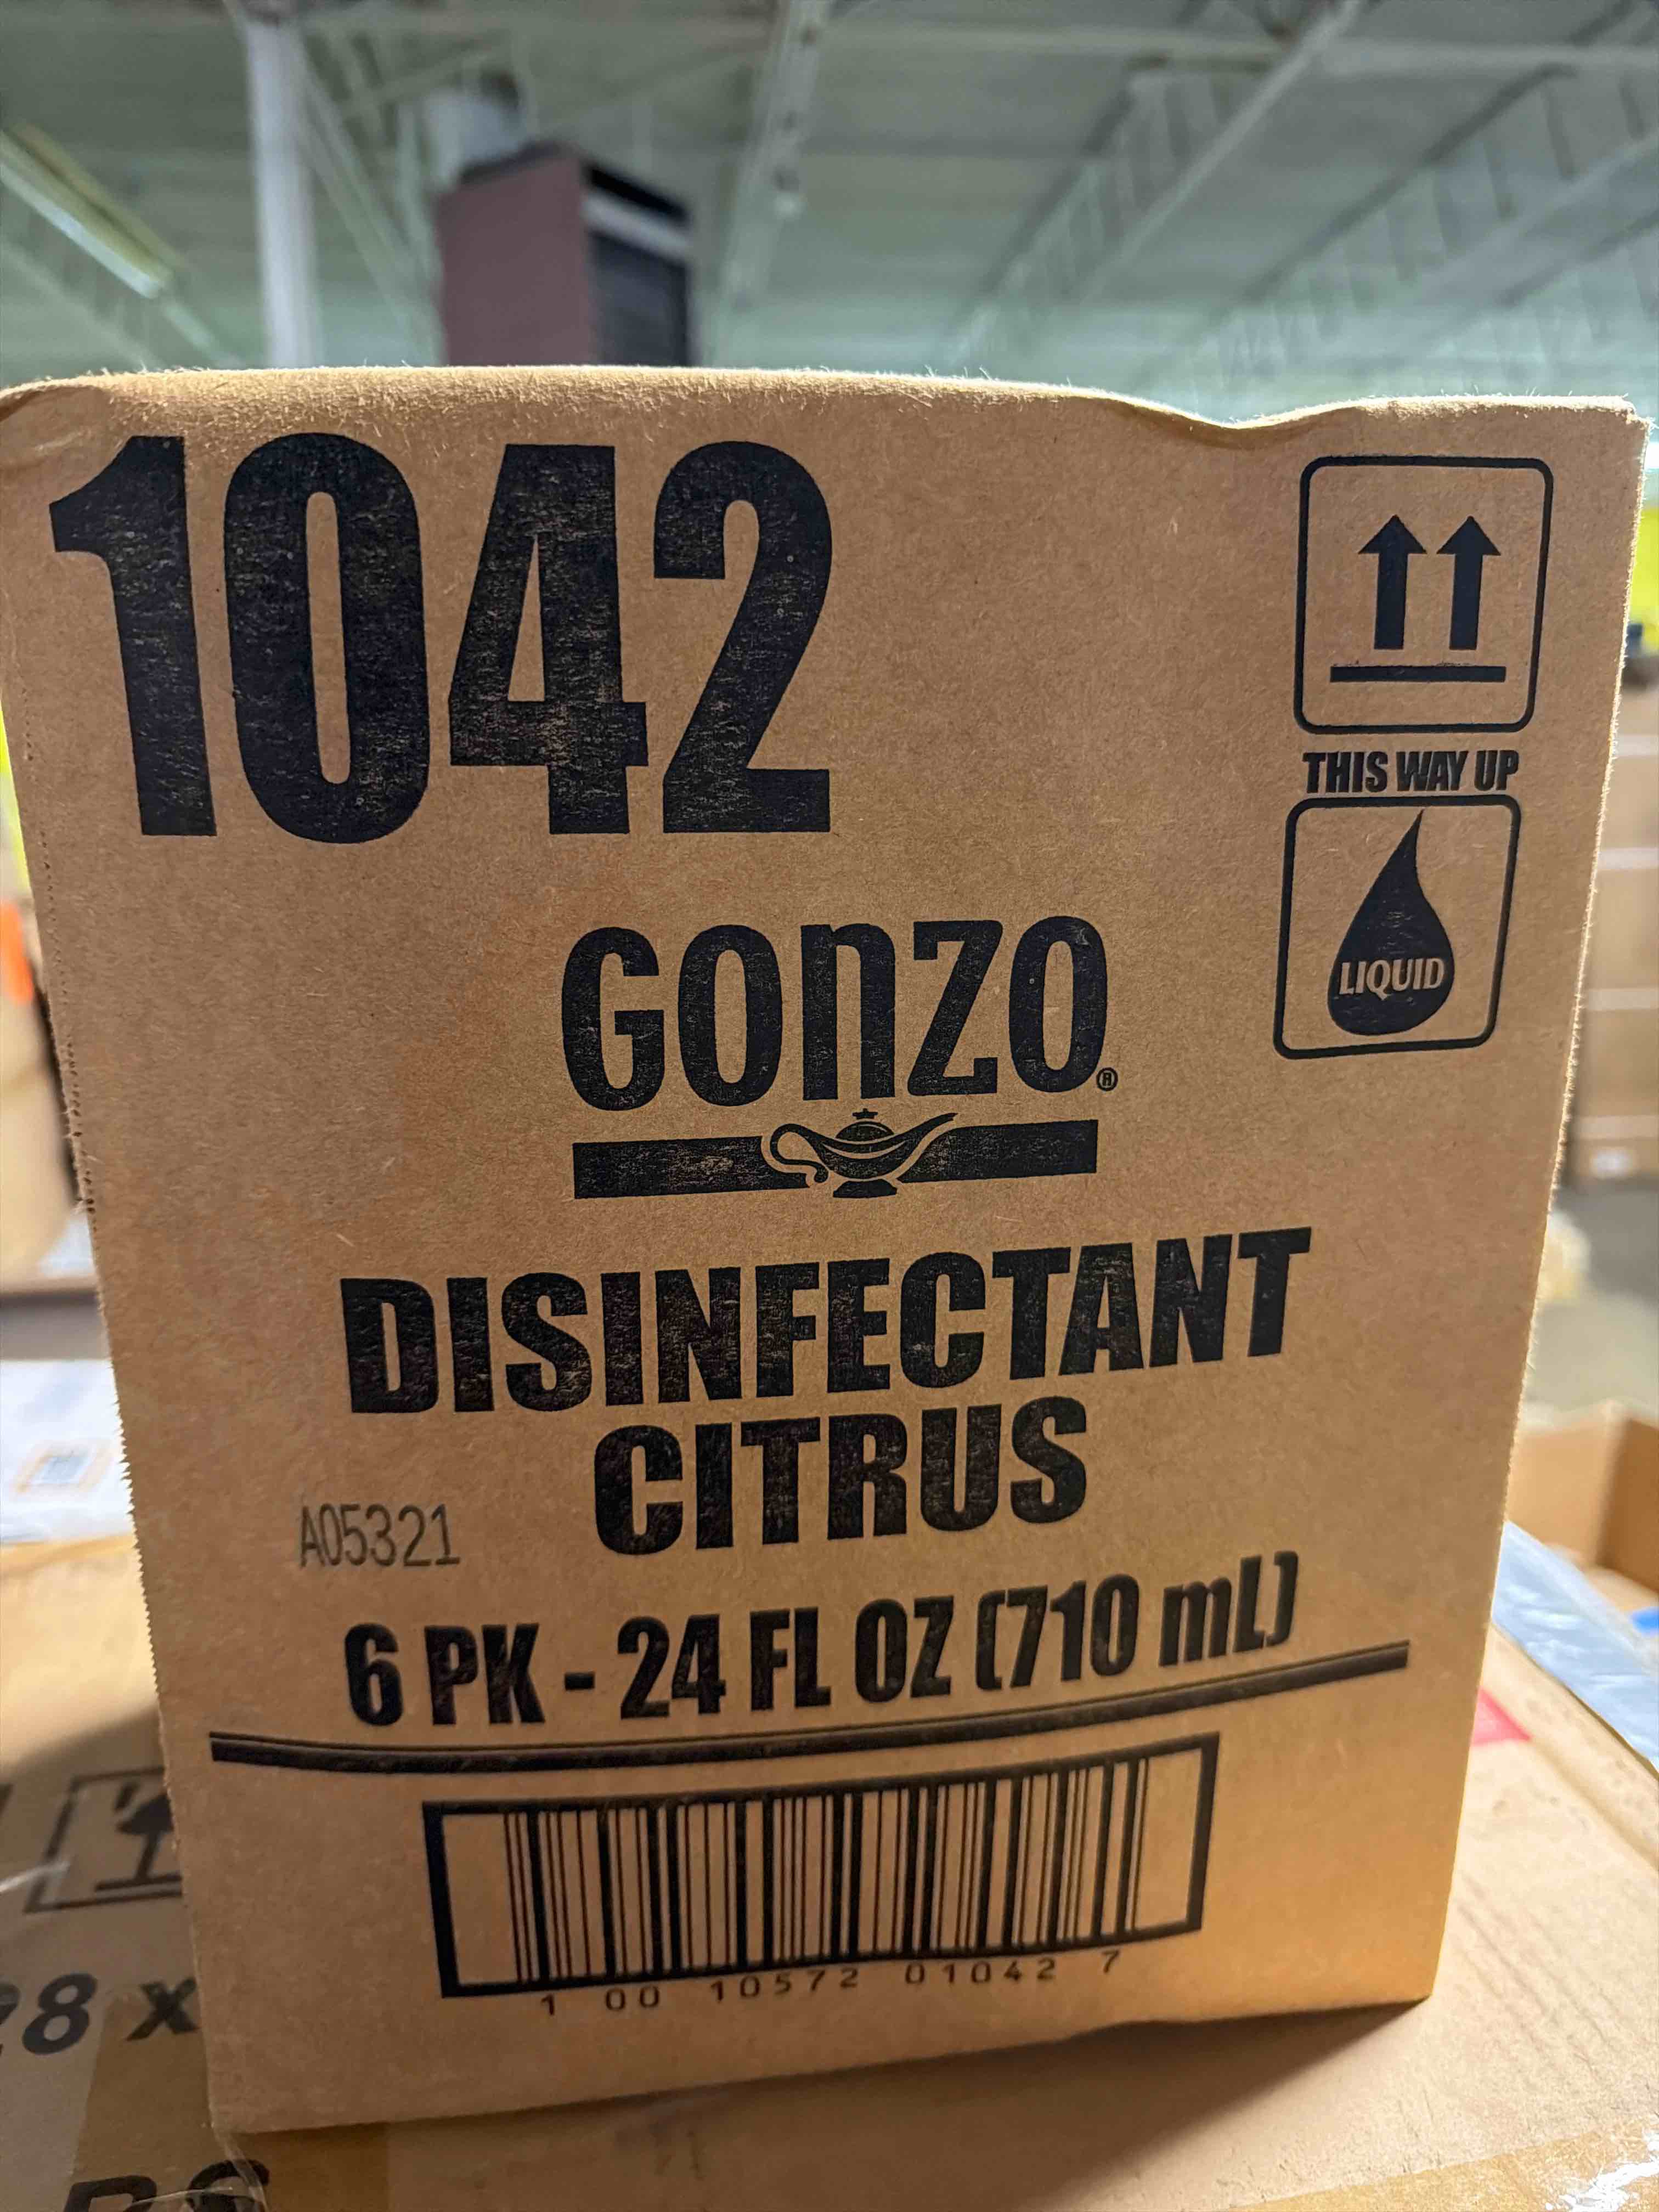 1042
THIS WAY UP
LIQUID
GONZO®
DISINFECTANT
CITRUS
A05321
6 PK - 24 FL OZ (710 mL)
1 00 10572 01042 7
28 x